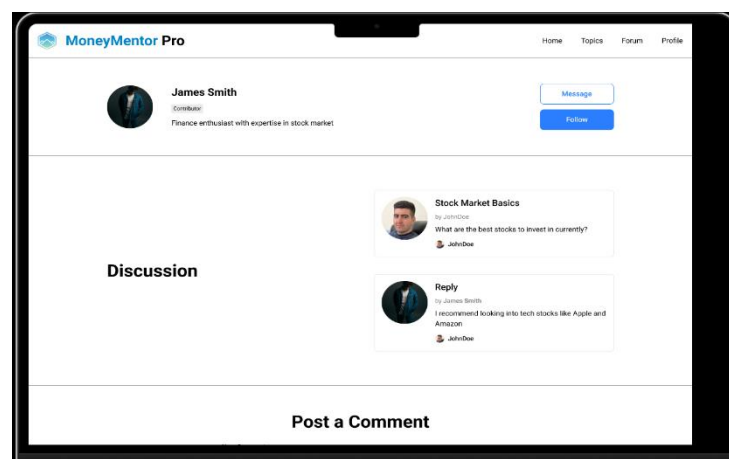 MoneyMentor Pro
Home Topics Forum Profile
James Smith
Contributor
Finance enthusiast with expertise in stock market
Message
Follow
Discussion
Stock Market Basics
by JohnDoe
What are the best stocks to invest in currently?
JohnDoe
Reply
by James Smith
I recommend looking into tech stocks like Apple and
Amazon
JohnDoe
Post a Comment